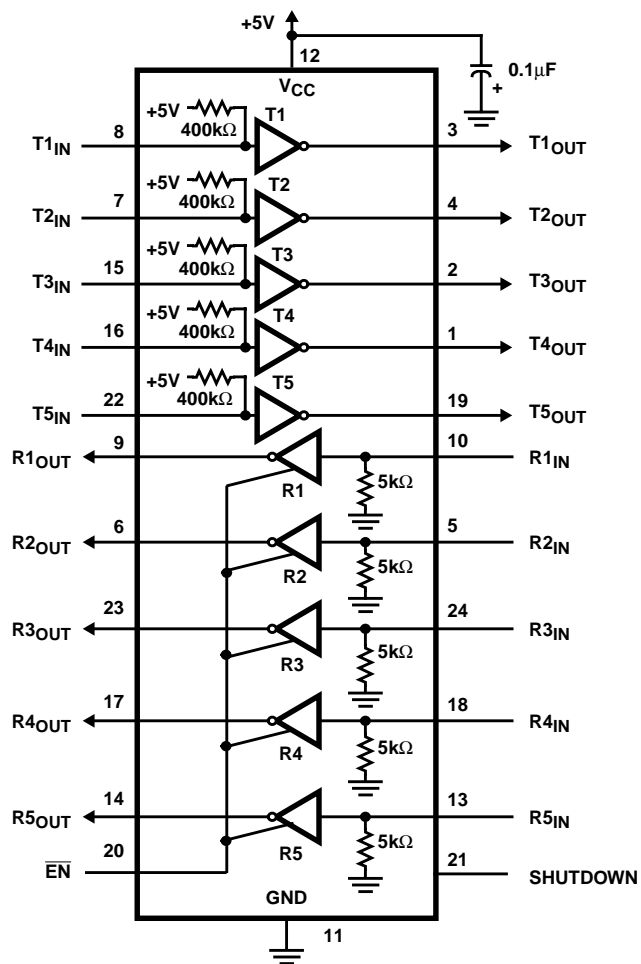 +5V
12
0.1μF
+
VCC
+5V
400kΩ
T1
T1IN
8
3
T1OUT
+5V
400kΩ
T2
T2IN
7
4
T2OUT
+5V
400kΩ
T3
T3IN
15
2
T3OUT
+5V
400kΩ
T4
T4IN
16
1
T4OUT
+5V
400kΩ
T5
T5IN
22
19
T5OUT
R1OUT
9
10
R1IN
R1
5kΩ
R2OUT
6
5
R2IN
R2
5kΩ
R3OUT
23
24
R3IN
R3
5kΩ
R4OUT
17
18
R4IN
R4
5kΩ
R5OUT
14
13
R5IN
R5
5kΩ
E̅N̅
20
21
SHUTDOWN
GND
11